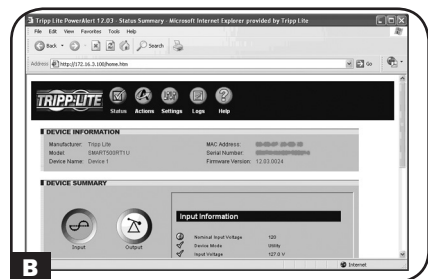 Tripp Lite PowerAlert 12.03 - Status Summary - Microsoft Internet Explorer provided by Tripp Lite
File Edit View Favorites Tools Help
Back Search
Address http://172.16.3.100/home.htm Go
TRIPP·LITE
Status Actions Settings Logs Help
DEVICE INFORMATION
Manufacturer: Tripp Lite MAC Address:
Model: SMART500RT1U Serial Number:
Device Name: Device 1 Firmware Version: 12.03.0024
DEVICE SUMMARY
Input Information
Input Output
Nominal Input Voltage 120
Device Mode Utility
Input Voltage 127.0 V
Internet
B